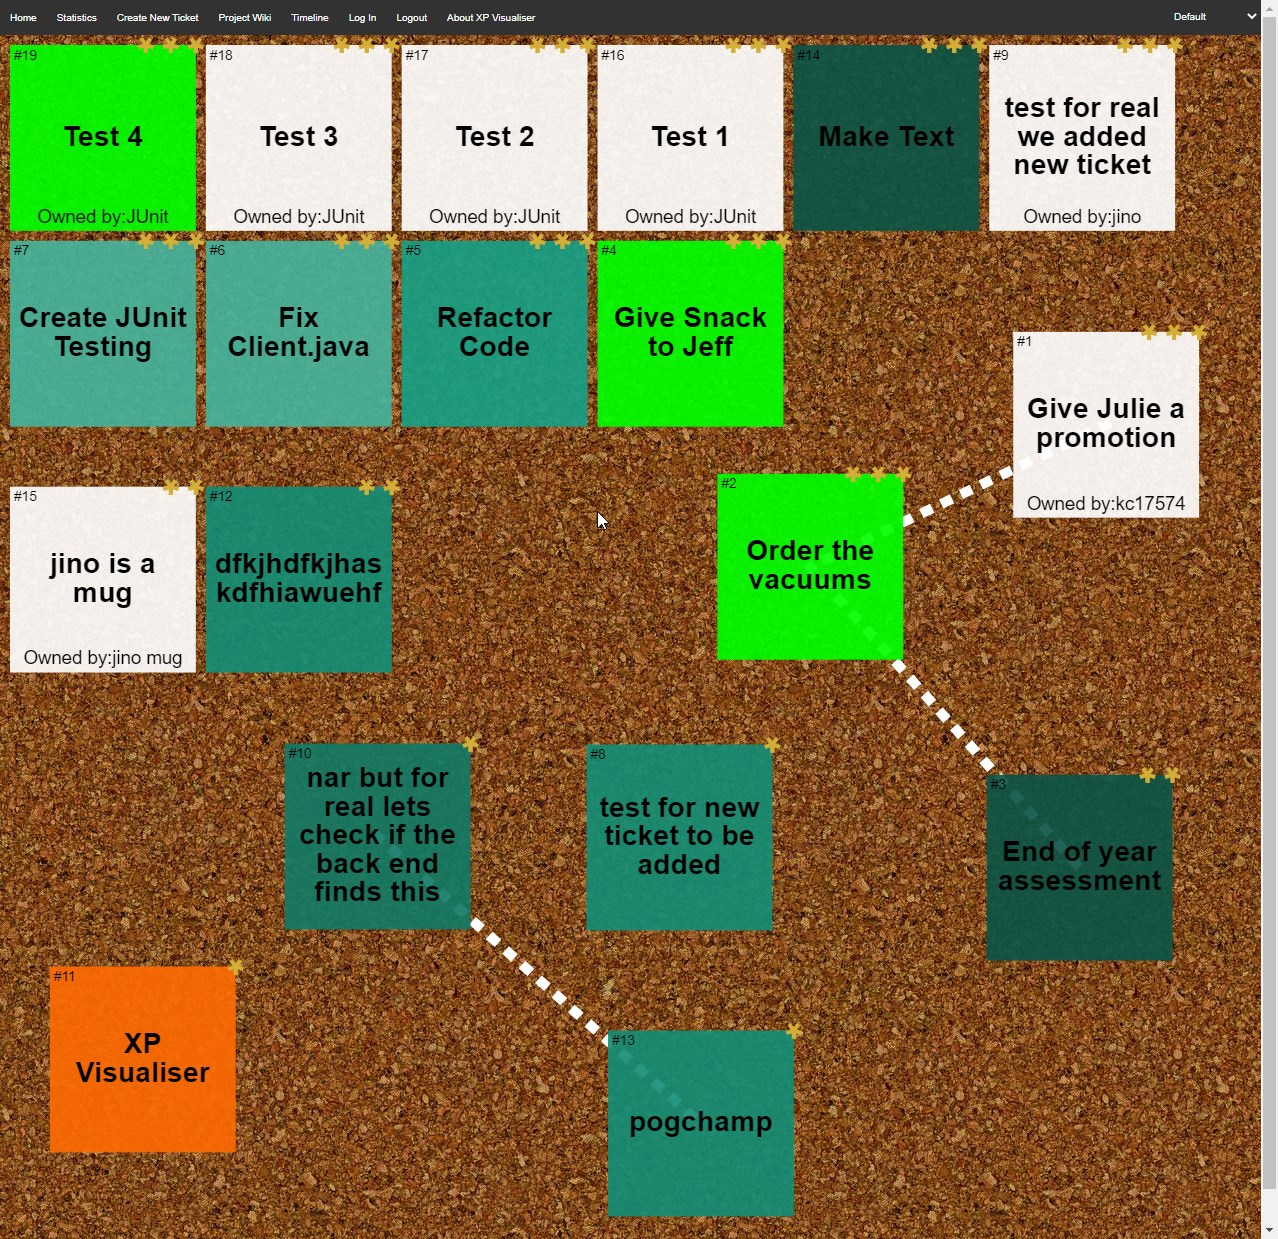 Home Statistics Create New Ticket Project Wiki Timeline Log In Logout About XP Visualiser Default
#19
Test 4
Owned by:JUnit
#18
Test 3
Owned by:JUnit
#17
Test 2
Owned by:JUnit
#16
Test 1
Owned by:JUnit
#14
Make Text
#9
test for real
we added
new ticket
Owned by:jino
#7
Create JUnit
Testing
#6
Fix
Client.java
#5
Refactor
Code
#4
Give Snack
to Jeff
#1
Give Julie a
promotion
Owned by:kc17574
#2
Order the
vacuums
#15
jino is a
mug
Owned by:jino mug
#12
dfkjhdfkjhas
kdfhiawuehf
#10
nar but for
real lets
check if the
back end
finds this
#8
test for new
ticket to be
added
#3
End of year
assessment
#11
XP
Visualiser
#13
pogchamp